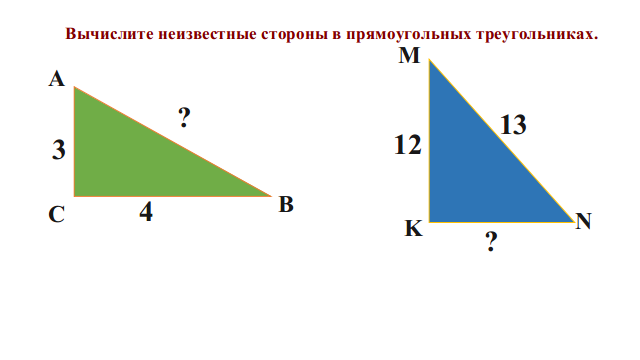 Вычислите неизвестные стороны в прямоугольных треугольниках.
A
?
3
C
4
B
M
13
12
K
?
N